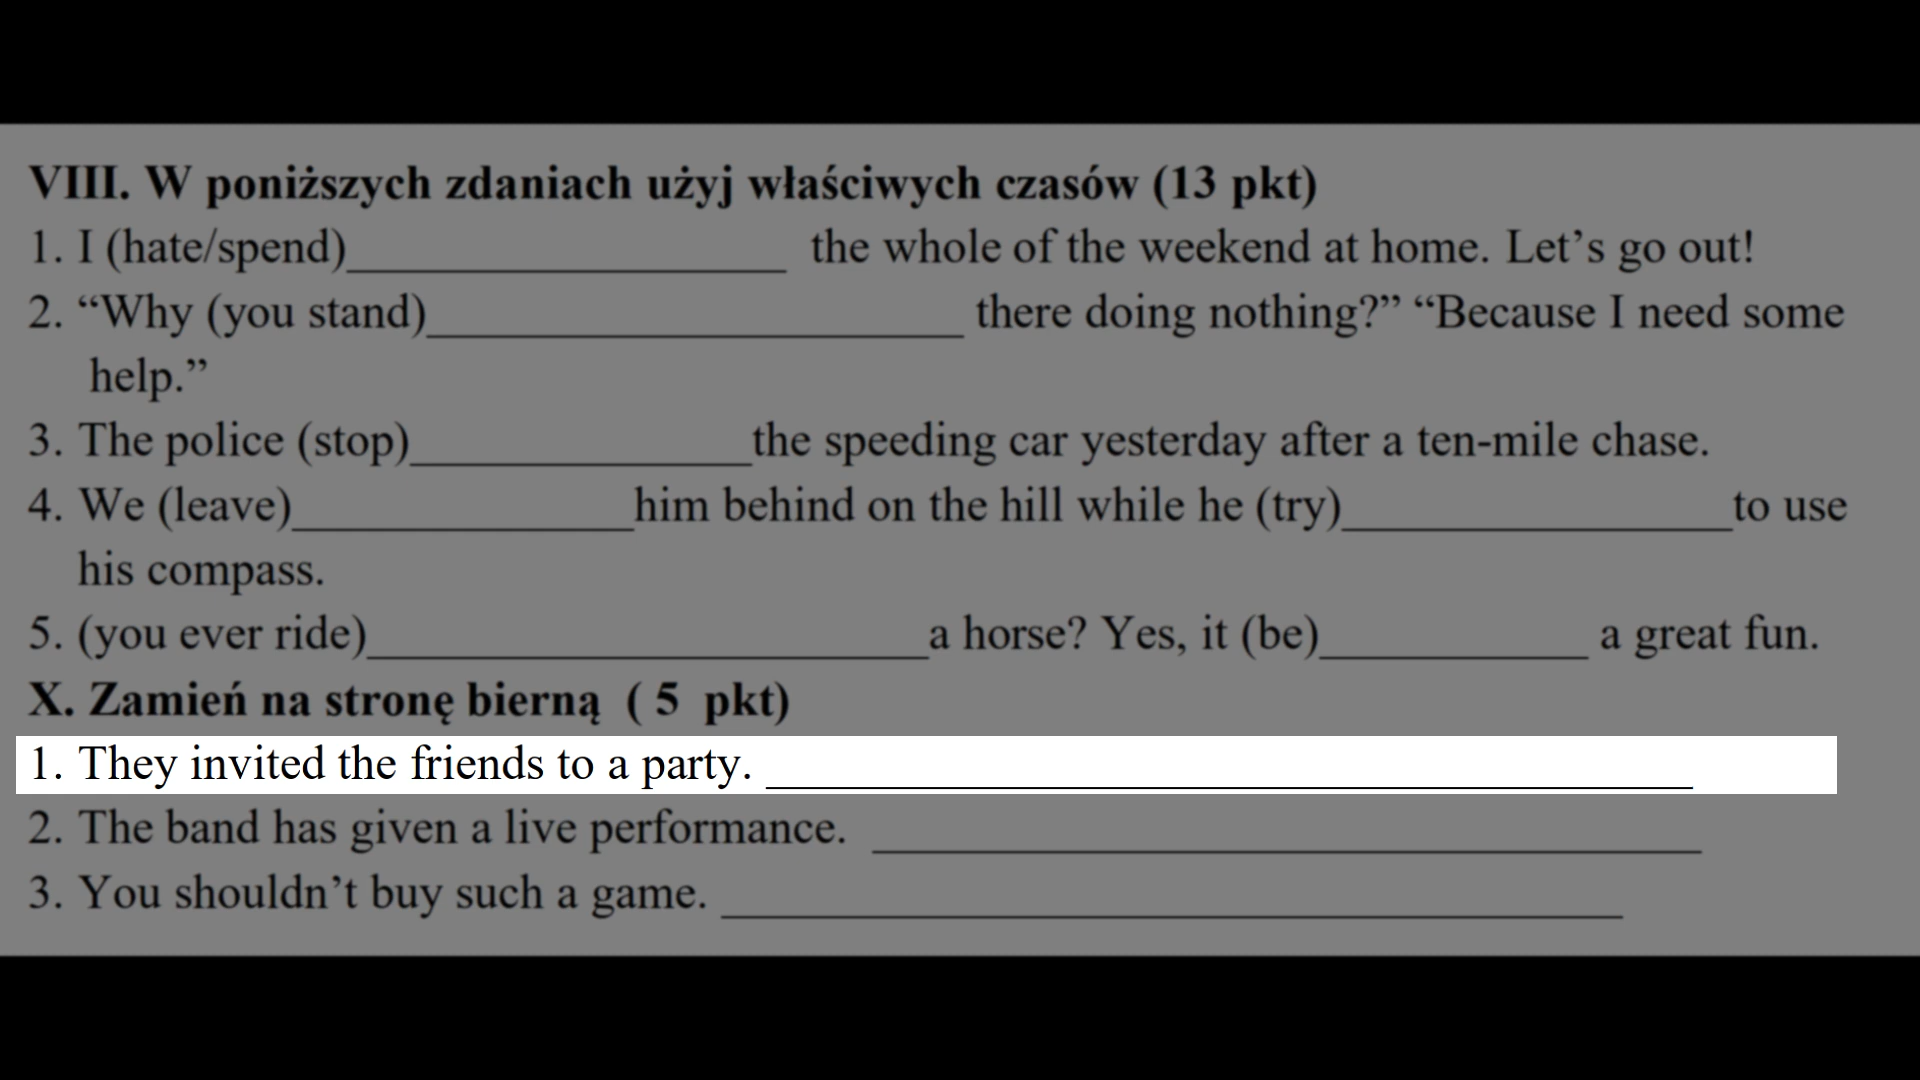 VIII. W poniższych zdaniach użyj właściwych czasów (13 pkt)
1. I (hate/spend)__________________ the whole of the weekend at home. Let’s go out!
2. “Why (you stand)______________________ there doing nothing?” “Because I need some
help.”
3. The police (stop)______________the speeding car yesterday after a ten-mile chase.
4. We (leave)______________him behind on the hill while he (try)________________to use
his compass.
5. (you ever ride)_______________________a horse? Yes, it (be)___________ a great fun.
X. Zamień na stronę bierną ( 5 pkt)
1. They invited the friends to a party. ______________________________________
2. The band has given a live performance. __________________________________
3. You shouldn’t buy such a game. _____________________________________